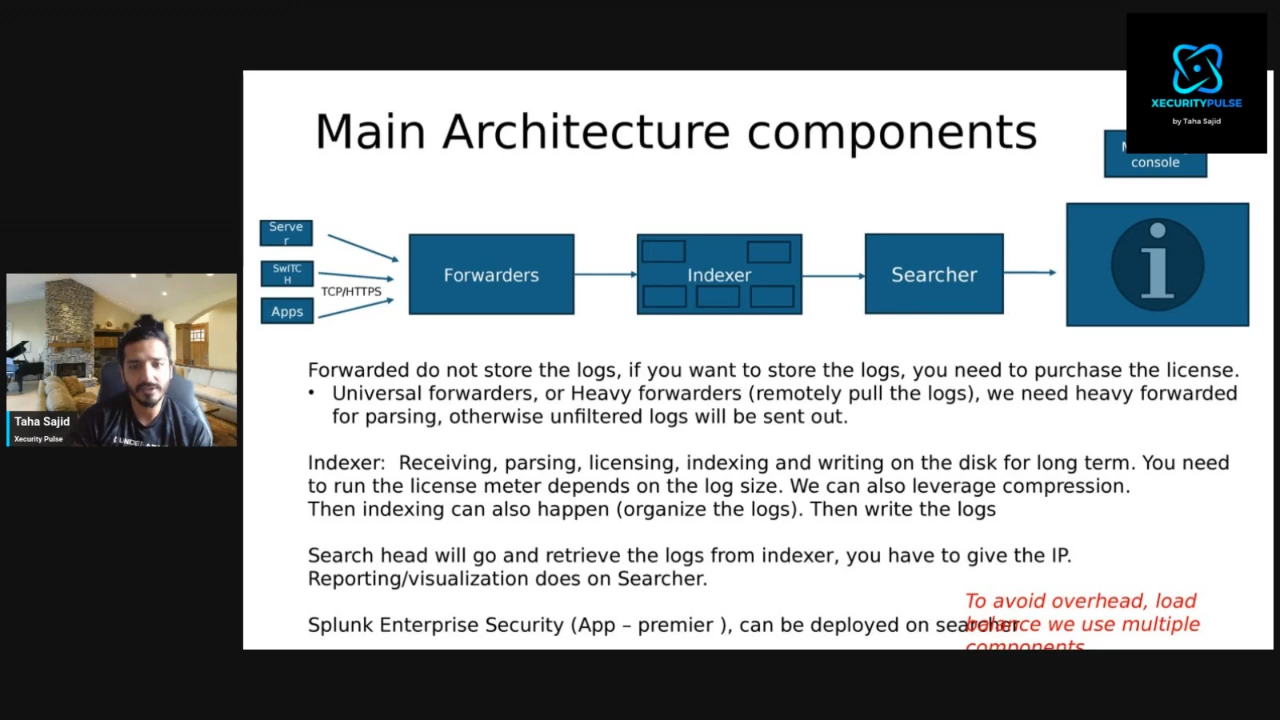 XECURITYPULSE
by Taha Sajid
Main Architecture components
console
Serve
r
SwITC
H
TCP/HTTPS
Apps
Forwarders
Indexer
Searcher
Forwarded do not store the logs, if you want to store the logs, you need to purchase the license.
• Universal forwarders, or Heavy forwarders (remotely pull the logs), we need heavy forwarded
for parsing, otherwise unfiltered logs will be sent out.
Indexer:  Receiving, parsing, licensing, indexing and writing on the disk for long term. You need
to run the license meter depends on the log size. We can also leverage compression.
Then indexing can also happen (organize the logs). Then write the logs
Search head will go and retrieve the logs from indexer, you have to give the IP.
Reporting/visualization does on Searcher.
Splunk Enterprise Security (App – premier ), can be deployed on searcher
To avoid overhead, load
balance we use multiple
components
Taha Sajid
Xecurity Pulse